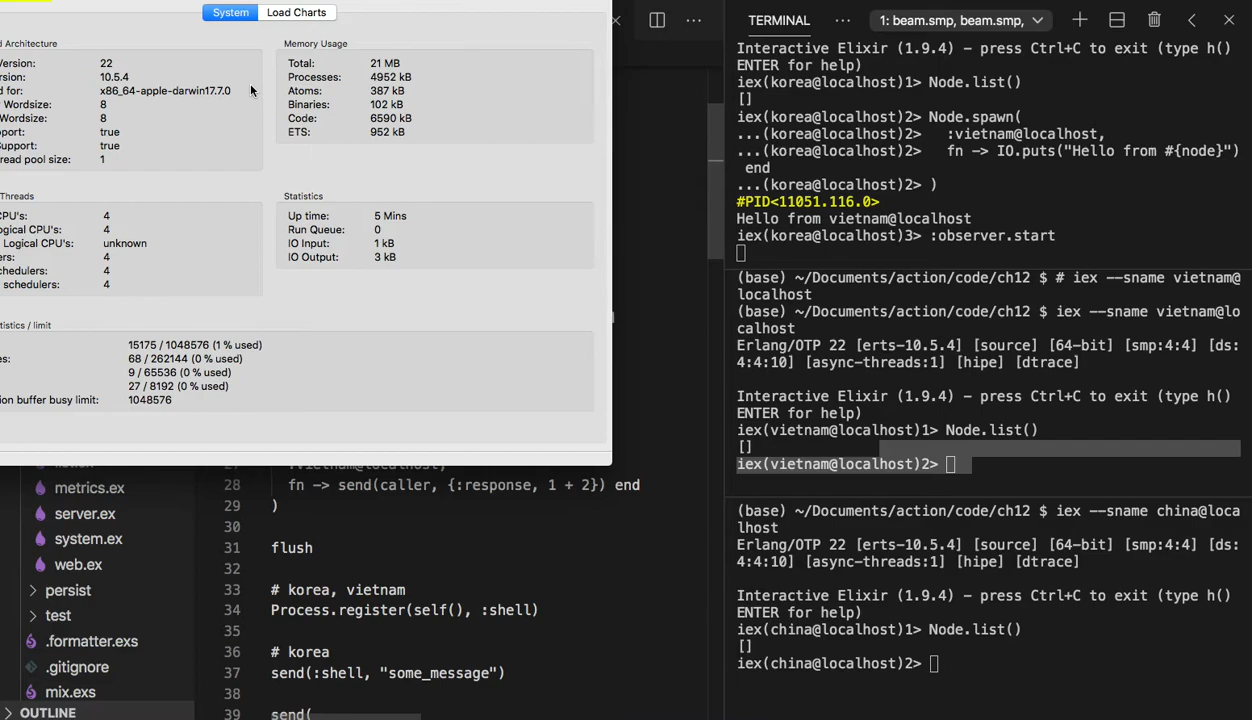 System
Load Charts
d Architecture
Version: 22
rsion: 10.5.4
d for: x86_64-apple-darwin17.7.0
Wordsize: 8
Wordsize: 8
pport: true
Support: true
read pool size: 1
Memory Usage
Total: 21 MB
Processes: 4952 kB
Atoms: 387 kB
Binaries: 102 kB
Code: 6590 kB
ETS: 952 kB
Threads
CPU's: 4
ogical CPU's: 4
Logical CPU's: unknown
ers: 4
chedulers: 4
schedulers: 4
Statistics
Up time: 5 Mins
Run Queue: 0
IO Input: 1 kB
IO Output: 3 kB
tistics / limit
15175 / 1048576 (1 % used)
es: 68 / 262144 (0 % used)
9 / 65536 (0 % used)
27 / 8192 (0 % used)
ion buffer busy limit: 1048576
metrics.ex
server.ex
system.ex
web.ex
persist
test
.formatter.exs
.gitignore
mix.exs
OUTLINE
:vietnam@localhost,
28 fn -> send(caller, {:response, 1 + 2}) end
29 )
30
31 flush
32
33 # korea, vietnam
34 Process.register(self(), :shell)
35
36 # korea
37 send(:shell, "some_message")
38
39 send(
TERMINAL ··· 1: beam.smp, beam.smp,
Interactive Elixir (1.9.4) - press Ctrl+C to exit (type h()
ENTER for help)
iex(korea@localhost)1> Node.list()
[]
iex(korea@localhost)2> Node.spawn(
...(korea@localhost)2> :vietnam@localhost,
...(korea@localhost)2> fn -> IO.puts("Hello from #{node}")
end
...(korea@localhost)2> )
#PID<11051.116.0>
Hello from vietnam@localhost
iex(korea@localhost)3> :observer.start
(base) ~/Documents/action/code/ch12 $ # iex --sname vietnam@
localhost
(base) ~/Documents/action/code/ch12 $ iex --sname vietnam@lo
calhost
Erlang/OTP 22 [erts-10.5.4] [source] [64-bit] [smp:4:4] [ds:
4:4:10] [async-threads:1] [hipe] [dtrace]
Interactive Elixir (1.9.4) - press Ctrl+C to exit (type h()
ENTER for help)
iex(vietnam@localhost)1> Node.list()
[]
iex(vietnam@localhost)2>
(base) ~/Documents/action/code/ch12 $ iex --sname china@loca
lhost
Erlang/OTP 22 [erts-10.5.4] [source] [64-bit] [smp:4:4] [ds:
4:4:10] [async-threads:1] [hipe] [dtrace]
Interactive Elixir (1.9.4) - press Ctrl+C to exit (type h()
ENTER for help)
iex(china@localhost)1> Node.list()
[]
iex(china@localhost)2>